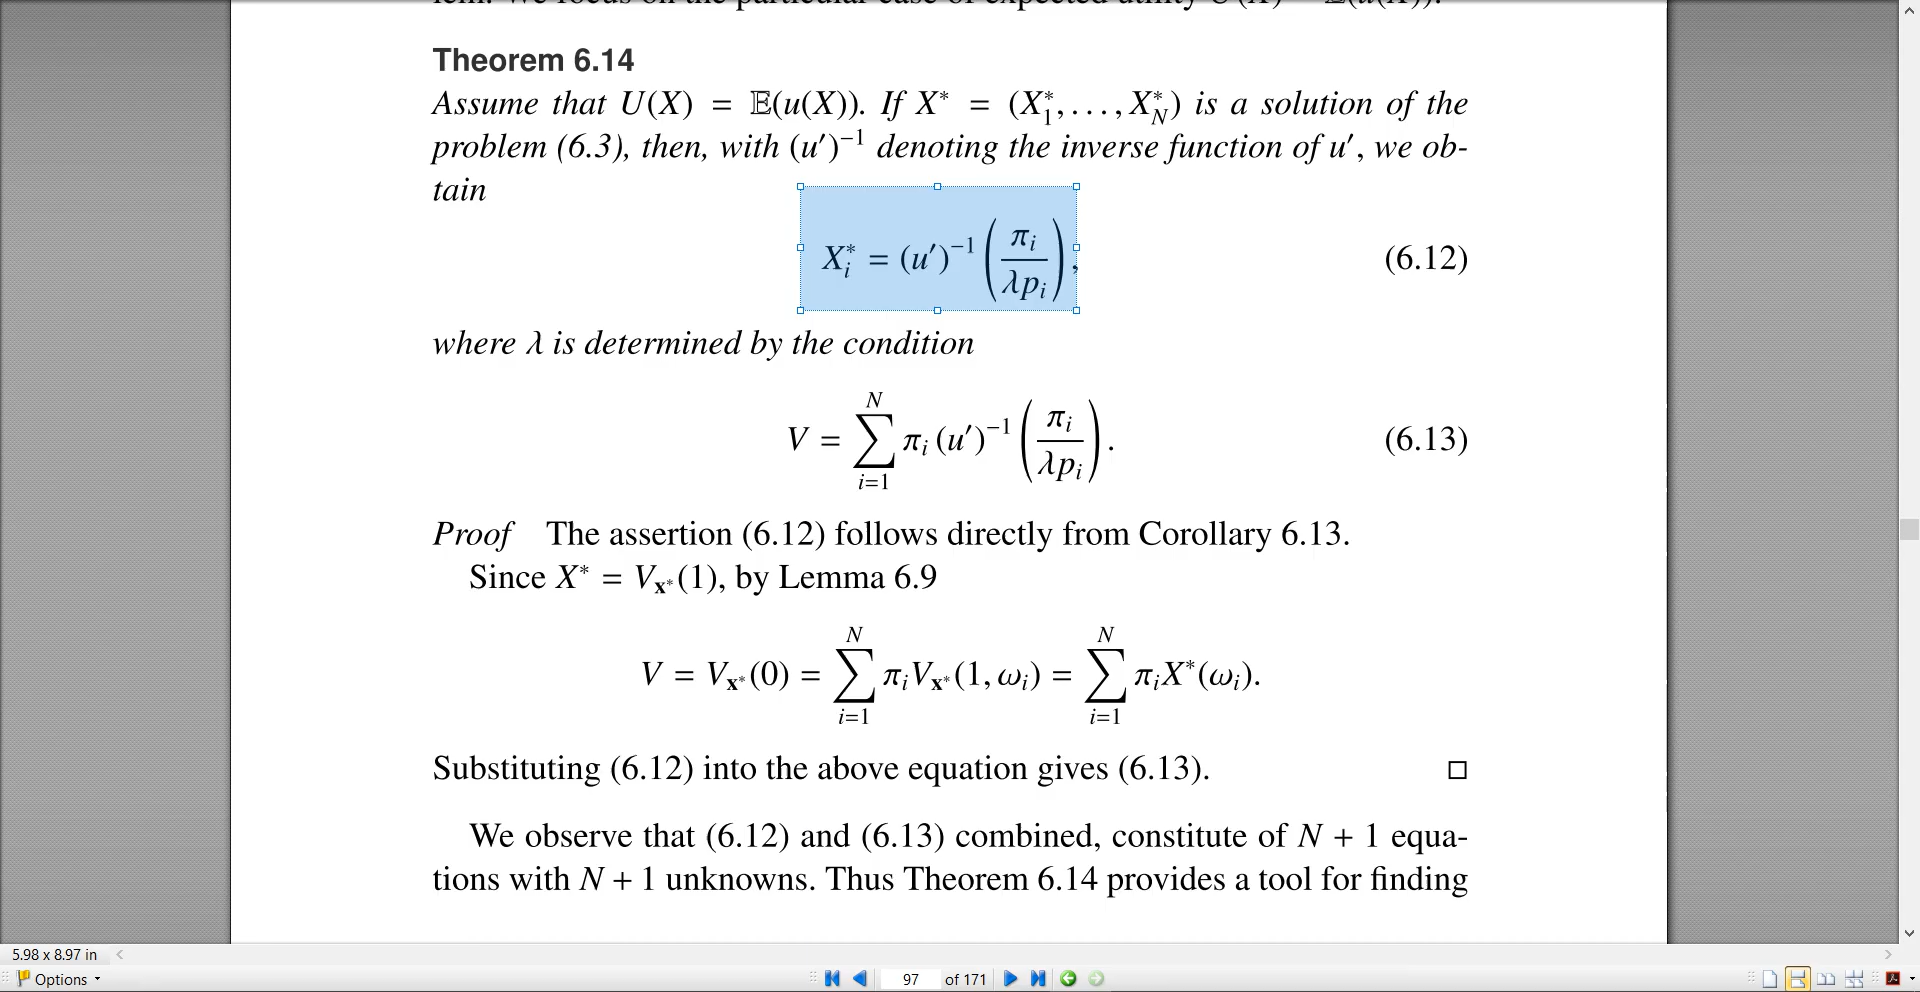 Theorem 6.14
Assume that U(X) = 𝔼(u(X)). If X* = (X₁*, . . . , X_N*) is a solution of the
problem (6.3), then, with (u′)⁻¹ denoting the inverse function of u′, we ob-
tain
X_i* = (u′)⁻¹ (π_i / λp_i), (6.12)
where λ is determined by the condition
V = ∑_{i=1}^{N} π_i (u′)⁻¹ (π_i / λp_i). (6.13)
Proof The assertion (6.12) follows directly from Corollary 6.13.
Since X* = V_{x*}(1), by Lemma 6.9
V = V_{x*}(0) = ∑_{i=1}^{N} π_i V_{x*}(1, ω_i) = ∑_{i=1}^{N} π_i X*(ω_i).
Substituting (6.12) into the above equation gives (6.13). □
We observe that (6.12) and (6.13) combined, constitute of N + 1 equa-
tions with N + 1 unknowns. Thus Theorem 6.14 provides a tool for finding
5.98 x 8.97 in
Options 97 of 171